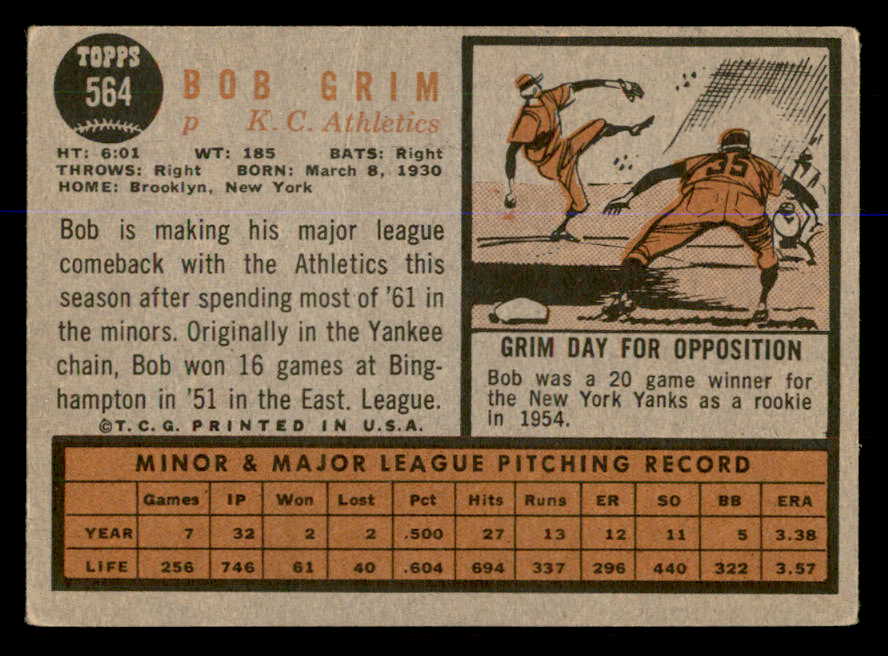 TOPPS
564
BOB GRIM
p K. C. Athletics
HT: 6:01 WT: 185 BATS: Right
THROWS: Right BORN: March 8, 1930
HOME: Brooklyn, New York
Bob is making his major league
comeback with the Athletics this
season after spending most of '61 in
the minors. Originally in the Yankee
chain, Bob won 16 games at Bing-
hampton in '51 in the East. League.
©T. C. G. PRINTED IN U.S.A.
35
GRIM DAY FOR OPPOSITION
Bob was a 20 game winner for
the New York Yanks as a rookie
in 1954.
MINOR & MAJOR LEAGUE PITCHING RECORD
Games IP Won Lost Pct Hits Runs ER SO BB ERA
YEAR 7 32 2 2 .500 27 13 12 11 5 3.38
LIFE 256 746 61 40 .604 694 337 296 440 322 3.57